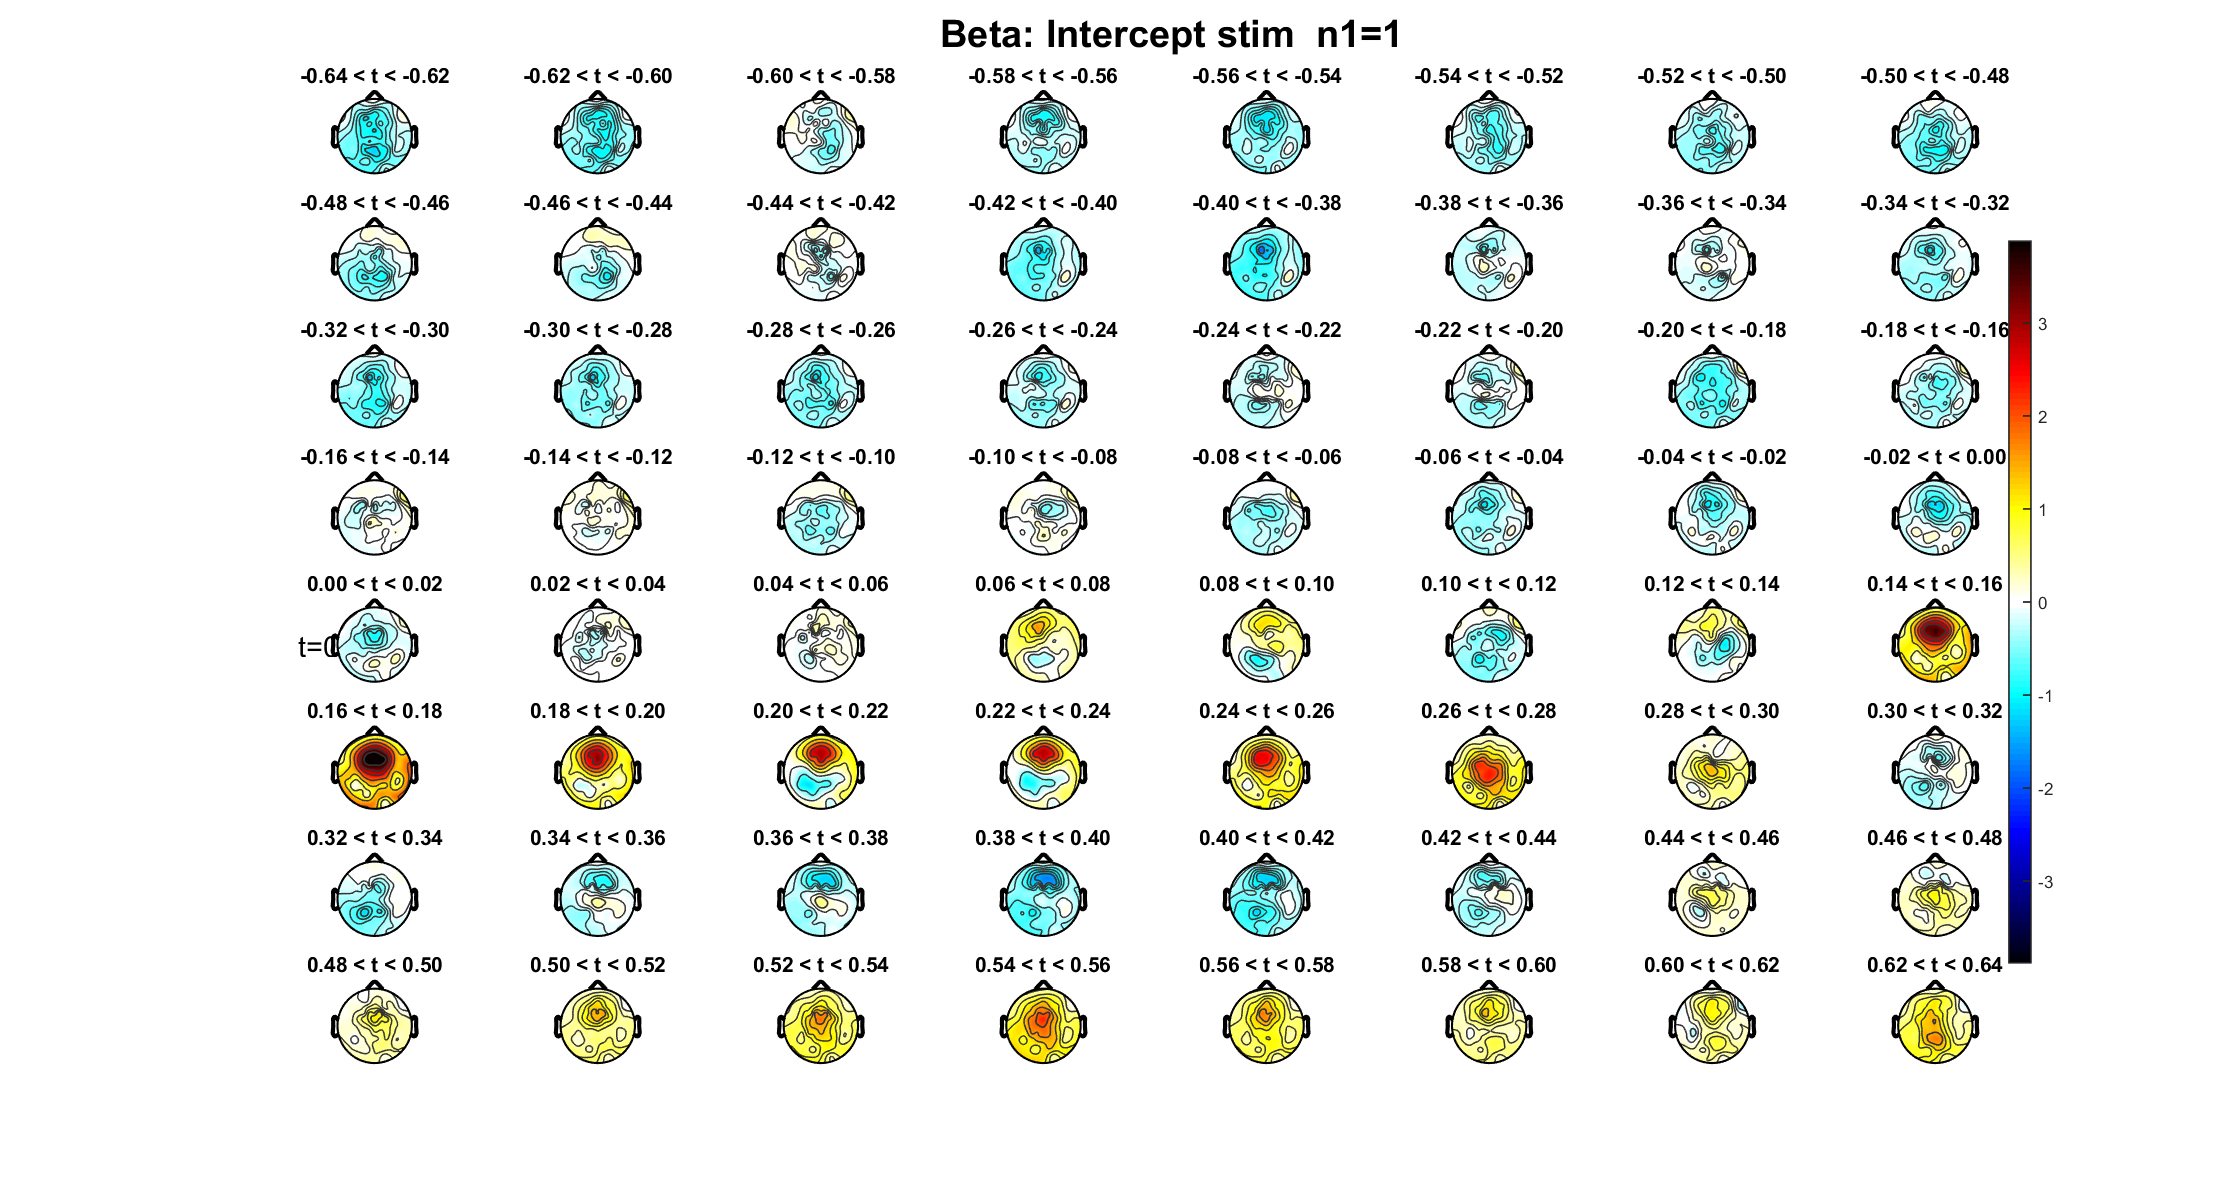 Beta: Intercept stim  n1=1
-0.64 < t < -0.62 -0.62 < t < -0.60 -0.60 < t < -0.58 -0.58 < t < -0.56 -0.56 < t < -0.54 -0.54 < t < -0.52 -0.52 < t < -0.50 -0.50 < t < -0.48
-0.48 < t < -0.46 -0.46 < t < -0.44 -0.44 < t < -0.42 -0.42 < t < -0.40 -0.40 < t < -0.38 -0.38 < t < -0.36 -0.36 < t < -0.34 -0.34 < t < -0.32
-0.32 < t < -0.30 -0.30 < t < -0.28 -0.28 < t < -0.26 -0.26 < t < -0.24 -0.24 < t < -0.22 -0.22 < t < -0.20 -0.20 < t < -0.18 -0.18 < t < -0.16
-0.16 < t < -0.14 -0.14 < t < -0.12 -0.12 < t < -0.10 -0.10 < t < -0.08 -0.08 < t < -0.06 -0.06 < t < -0.04 -0.04 < t < -0.02 -0.02 < t < 0.00
0.00 < t < 0.02 0.02 < t < 0.04 0.04 < t < 0.06 0.06 < t < 0.08 0.08 < t < 0.10 0.10 < t < 0.12 0.12 < t < 0.14 0.14 < t < 0.16
t=0
0.16 < t < 0.18 0.18 < t < 0.20 0.20 < t < 0.22 0.22 < t < 0.24 0.24 < t < 0.26 0.26 < t < 0.28 0.28 < t < 0.30 0.30 < t < 0.32
0.32 < t < 0.34 0.34 < t < 0.36 0.36 < t < 0.38 0.38 < t < 0.40 0.40 < t < 0.42 0.42 < t < 0.44 0.44 < t < 0.46 0.46 < t < 0.48
0.48 < t < 0.50 0.50 < t < 0.52 0.52 < t < 0.54 0.54 < t < 0.56 0.56 < t < 0.58 0.58 < t < 0.60 0.60 < t < 0.62 0.62 < t < 0.64
3
2
1
0
-1
-2
-3